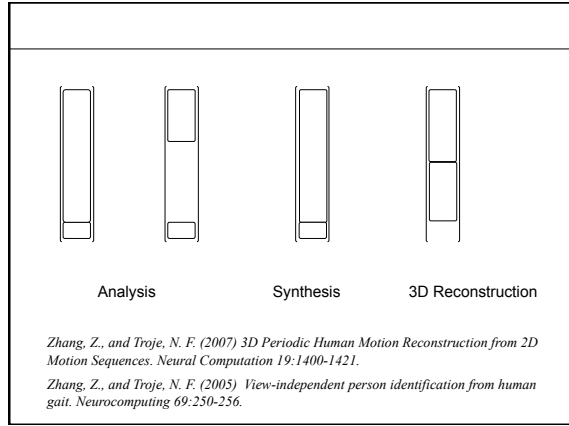 Analysis Synthesis 3D Reconstruction
Zhang, Z., and Troje, N. F. (2007) 3D Periodic Human Motion Reconstruction from 2D
Motion Sequences. Neural Computation 19:1400-1421.
Zhang, Z., and Troje, N. F. (2005) View-independent person identification from human
gait. Neurocomputing 69:250-256.